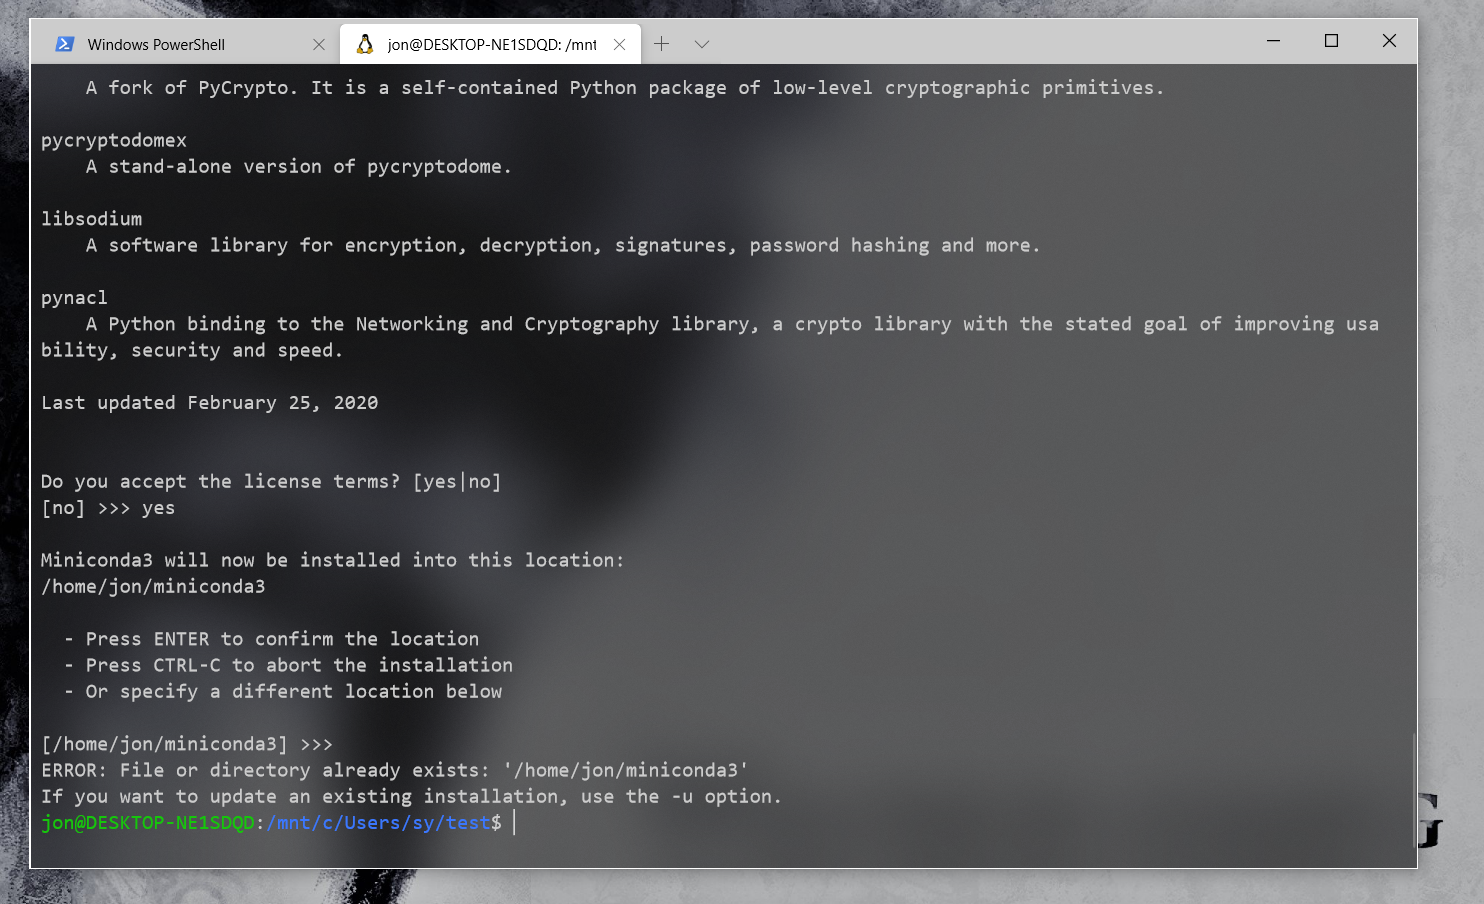 Windows PowerShell
jon@DESKTOP-NE1SDQD: /mnt
A fork of PyCrypto. It is a self-contained Python package of low-level cryptographic primitives.
pycryptodomex
A stand-alone version of pycryptodome.
libsodium
A software library for encryption, decryption, signatures, password hashing and more.
pynacl
A Python binding to the Networking and Cryptography library, a crypto library with the stated goal of improving usa
bility, security and speed.
Last updated February 25, 2020
Do you accept the license terms? [yes|no]
[no] >>> yes
Miniconda3 will now be installed into this location:
/home/jon/miniconda3
- Press ENTER to confirm the location
- Press CTRL-C to abort the installation
- Or specify a different location below
[/home/jon/miniconda3] >>>
ERROR: File or directory already exists: '/home/jon/miniconda3'
If you want to update an existing installation, use the -u option.
jon@DESKTOP-NE1SDQD:/mnt/c/Users/sy/test$